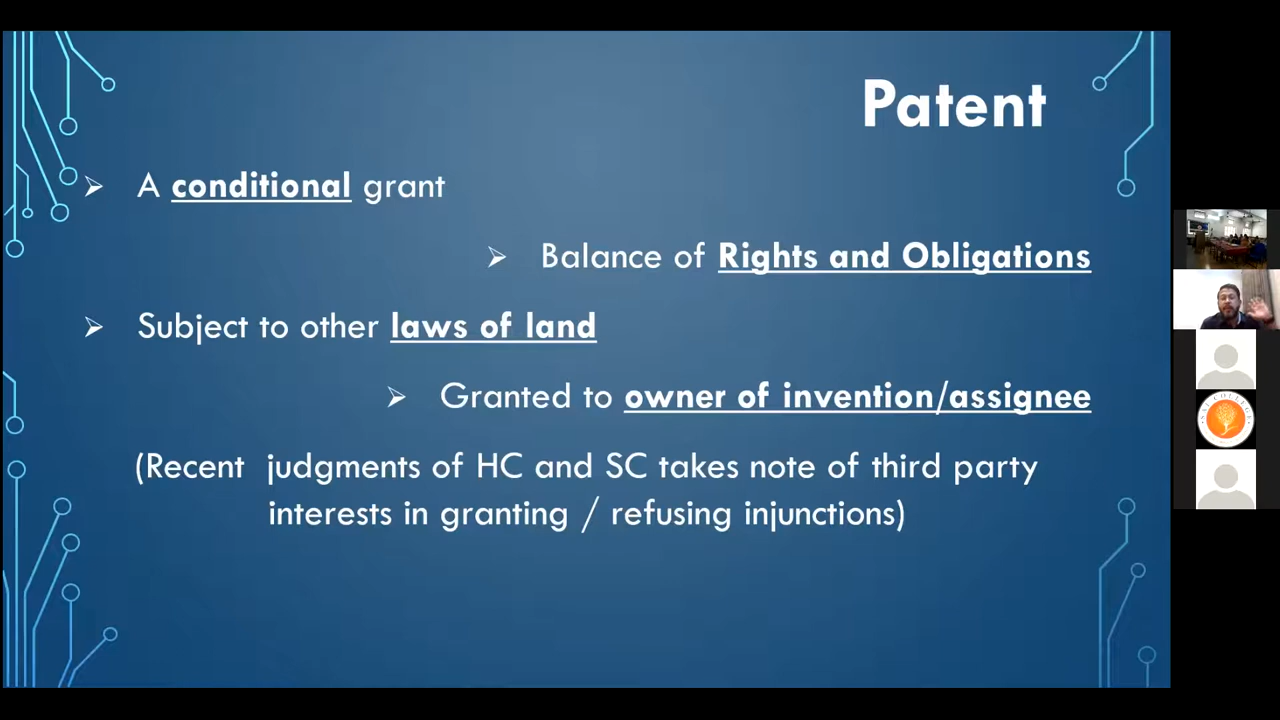 Patent
A conditional grant
Balance of Rights and Obligations
Subject to other laws of land
Granted to owner of invention/assignee
(Recent judgments of HC and SC takes note of third party
interests in granting / refusing injunctions)